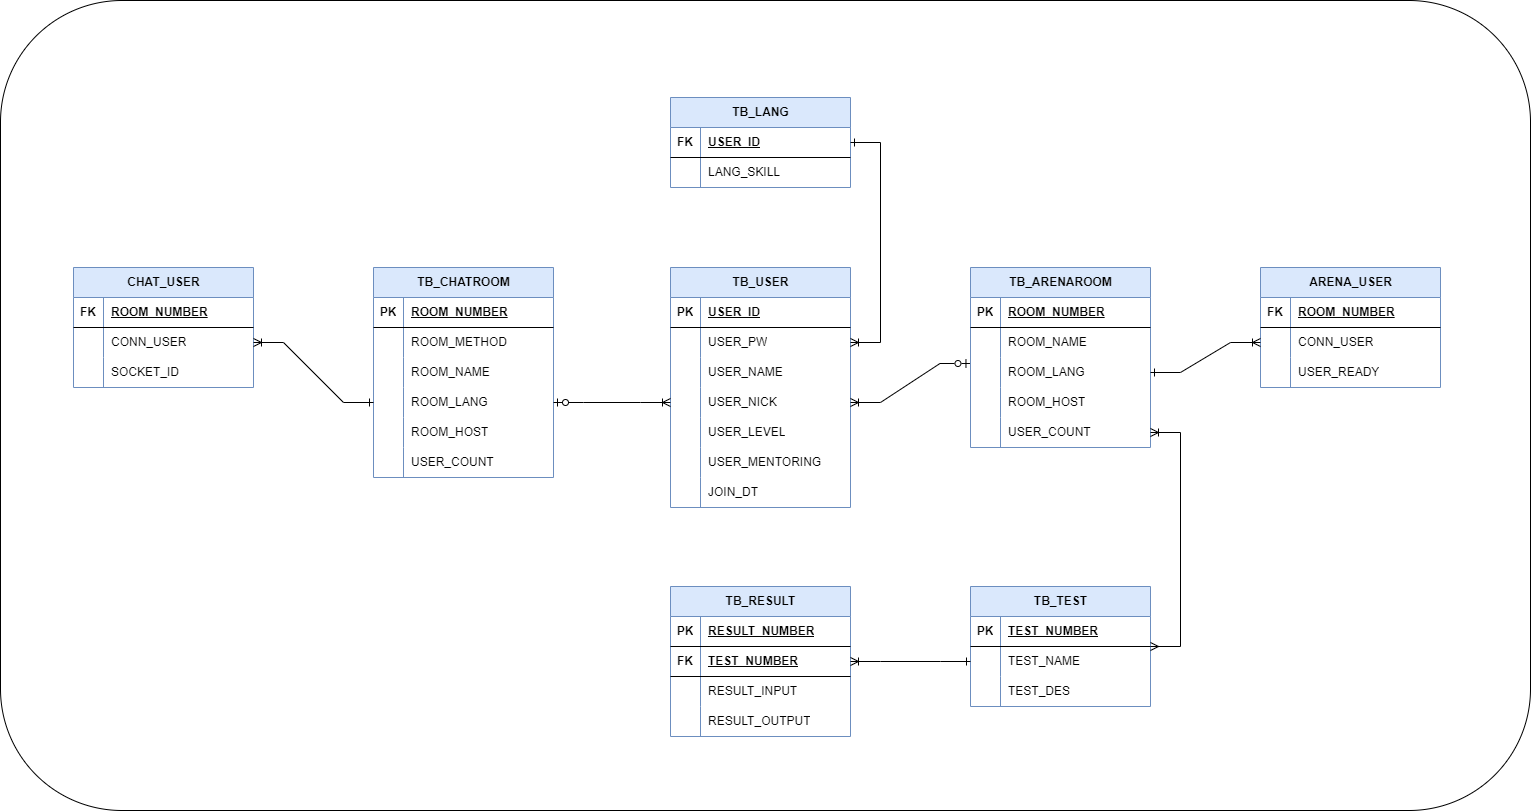 TB_LANG
FK USER_ID
LANG_SKILL
CHAT_USER
FK ROOM_NUMBER
CONN_USER
SOCKET_ID
TB_CHATROOM
PK ROOM_NUMBER
ROOM_METHOD
ROOM_NAME
ROOM_LANG
ROOM_HOST
USER_COUNT
TB_USER
PK USER_ID
USER_PW
USER_NAME
USER_NICK
USER_LEVEL
USER_MENTORING
JOIN_DT
TB_ARENAROOM
PK ROOM_NUMBER
ROOM_NAME
ROOM_LANG
ROOM_HOST
USER_COUNT
ARENA_USER
FK ROOM_NUMBER
CONN_USER
USER_READY
TB_RESULT
PK RESULT_NUMBER
FK TEST_NUMBER
RESULT_INPUT
RESULT_OUTPUT
TB_TEST
PK TEST_NUMBER
TEST_NAME
TEST_DES